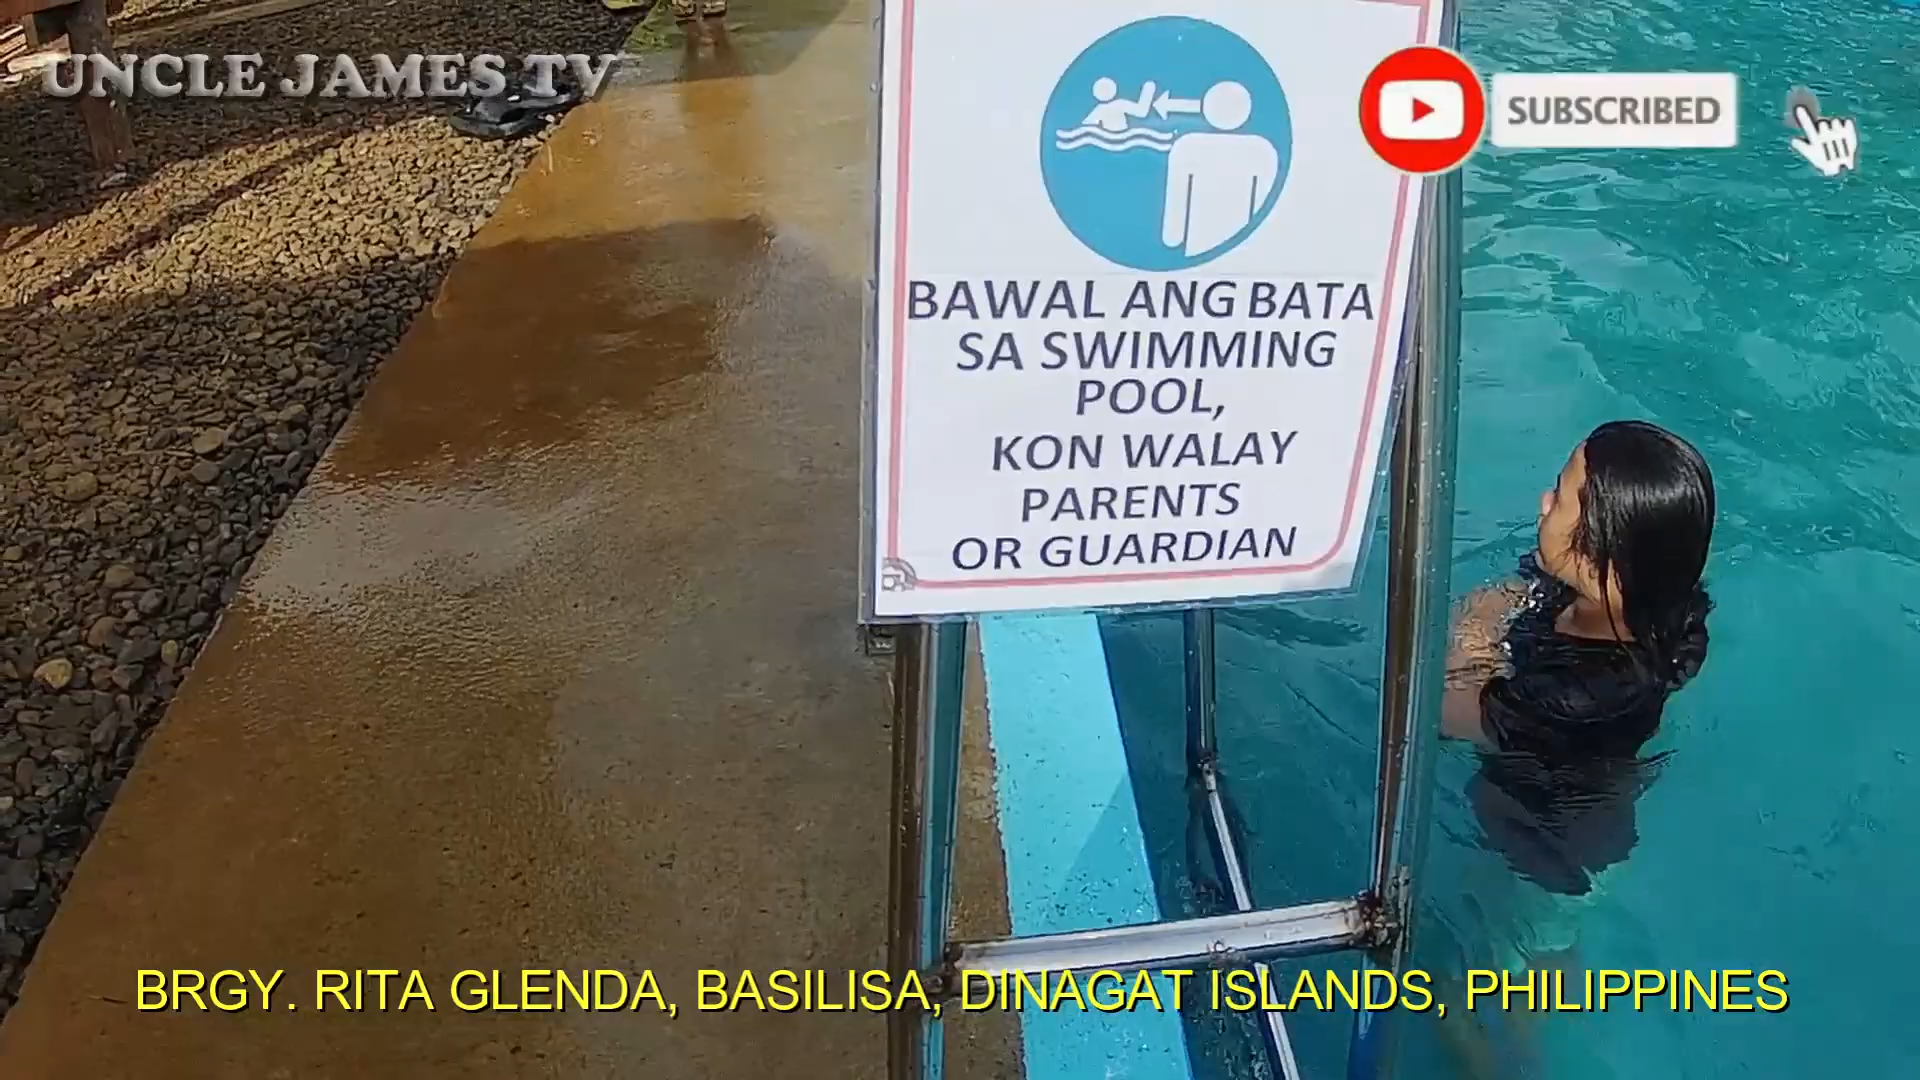 UNCLE JAMES TV
SUBSCRIBED
BAWAL ANG BATA
SA SWIMMING
POOL,
KON WALAY
PARENTS
OR GUARDIAN
BRGY. RITA GLENDA, BASILISA, DINAGAT ISLANDS, PHILIPPINES